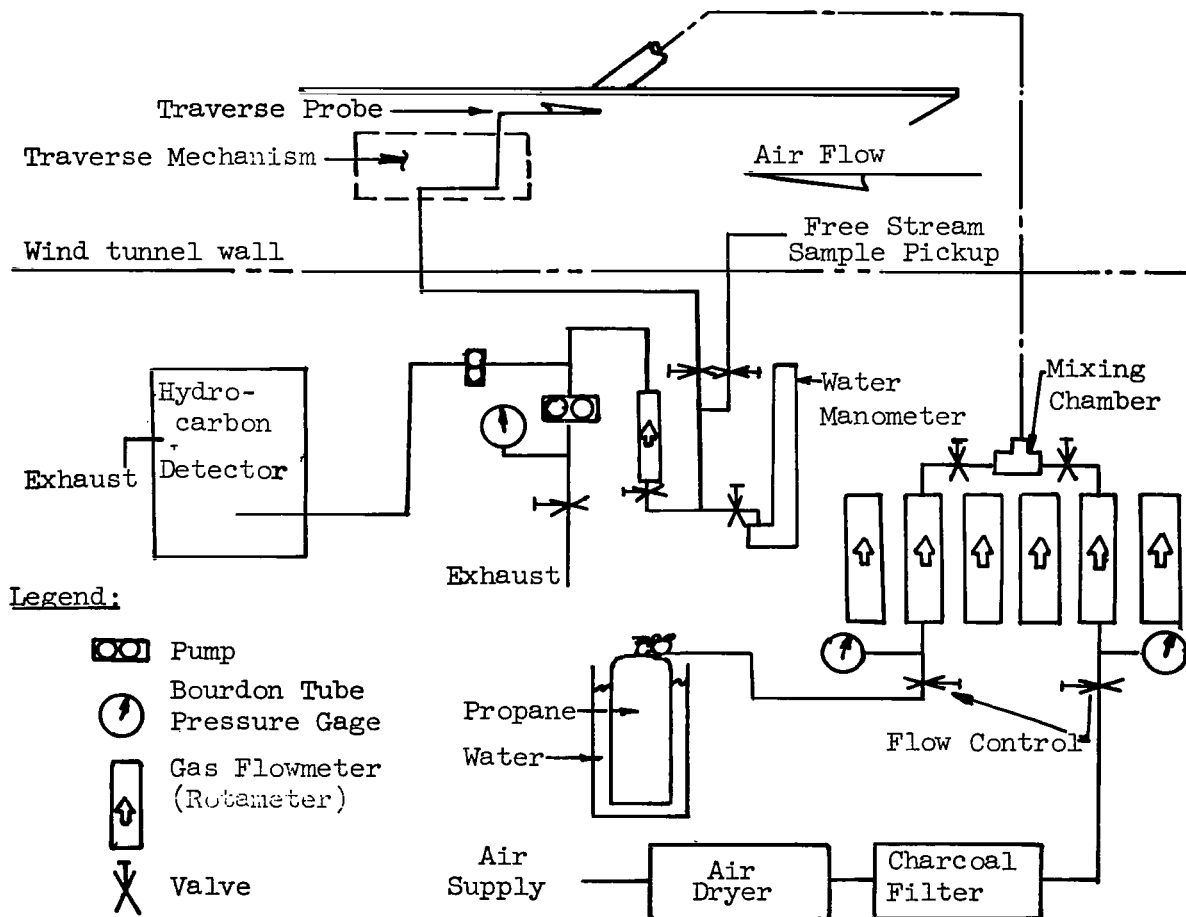 Traverse Probe
Traverse Mechanism
Air Flow
Free Stream
Sample Pickup
Wind tunnel wall
Hydro-
carbon
Detector
Exhaust
Water
Manometer
Mixing
Chamber
Exhaust
Legend:
Pump
Bourdon Tube
Pressure Gage
Gas Flowmeter
(Rotameter)
Valve
Propane
Water
Flow Control
Air
Supply
Air
Dryer
Charcoal
Filter